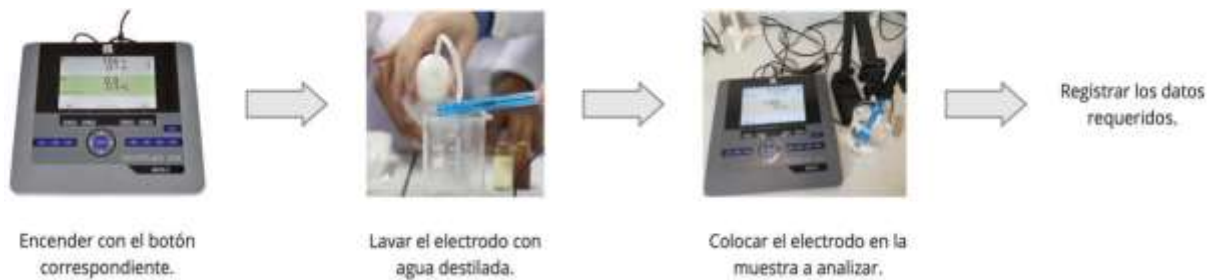 Encender con el botón
correspondiente.
Lavar el electrodo con
agua destilada.
Colocar el electrodo en la
muestra a analizar.
Registrar los datos
requeridos.